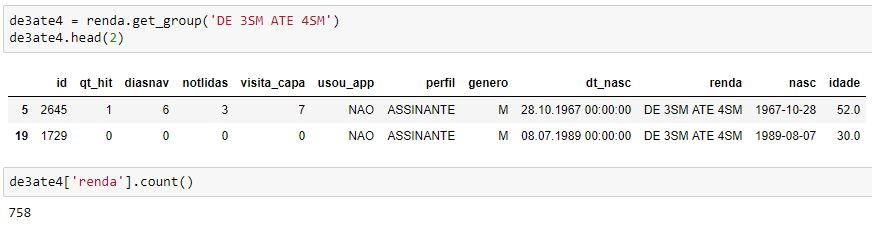 de3ate4 = renda.get_group('DE 3SM ATE 4SM')
de3ate4.head(2)
id qt_hit diasnav notlidas visita_capa usou_app perfil genero dt_nasc renda nasc idade
5 2645 1 6 3 7 NAO ASSINANTE M 28.10.1967 00:00:00 DE 3SM ATE 4SM 1967-10-28 52.0
19 1729 0 0 0 0 NAO ASSINANTE M 08.07.1989 00:00:00 DE 3SM ATE 4SM 1989-08-07 30.0
de3ate4['renda'].count()
758